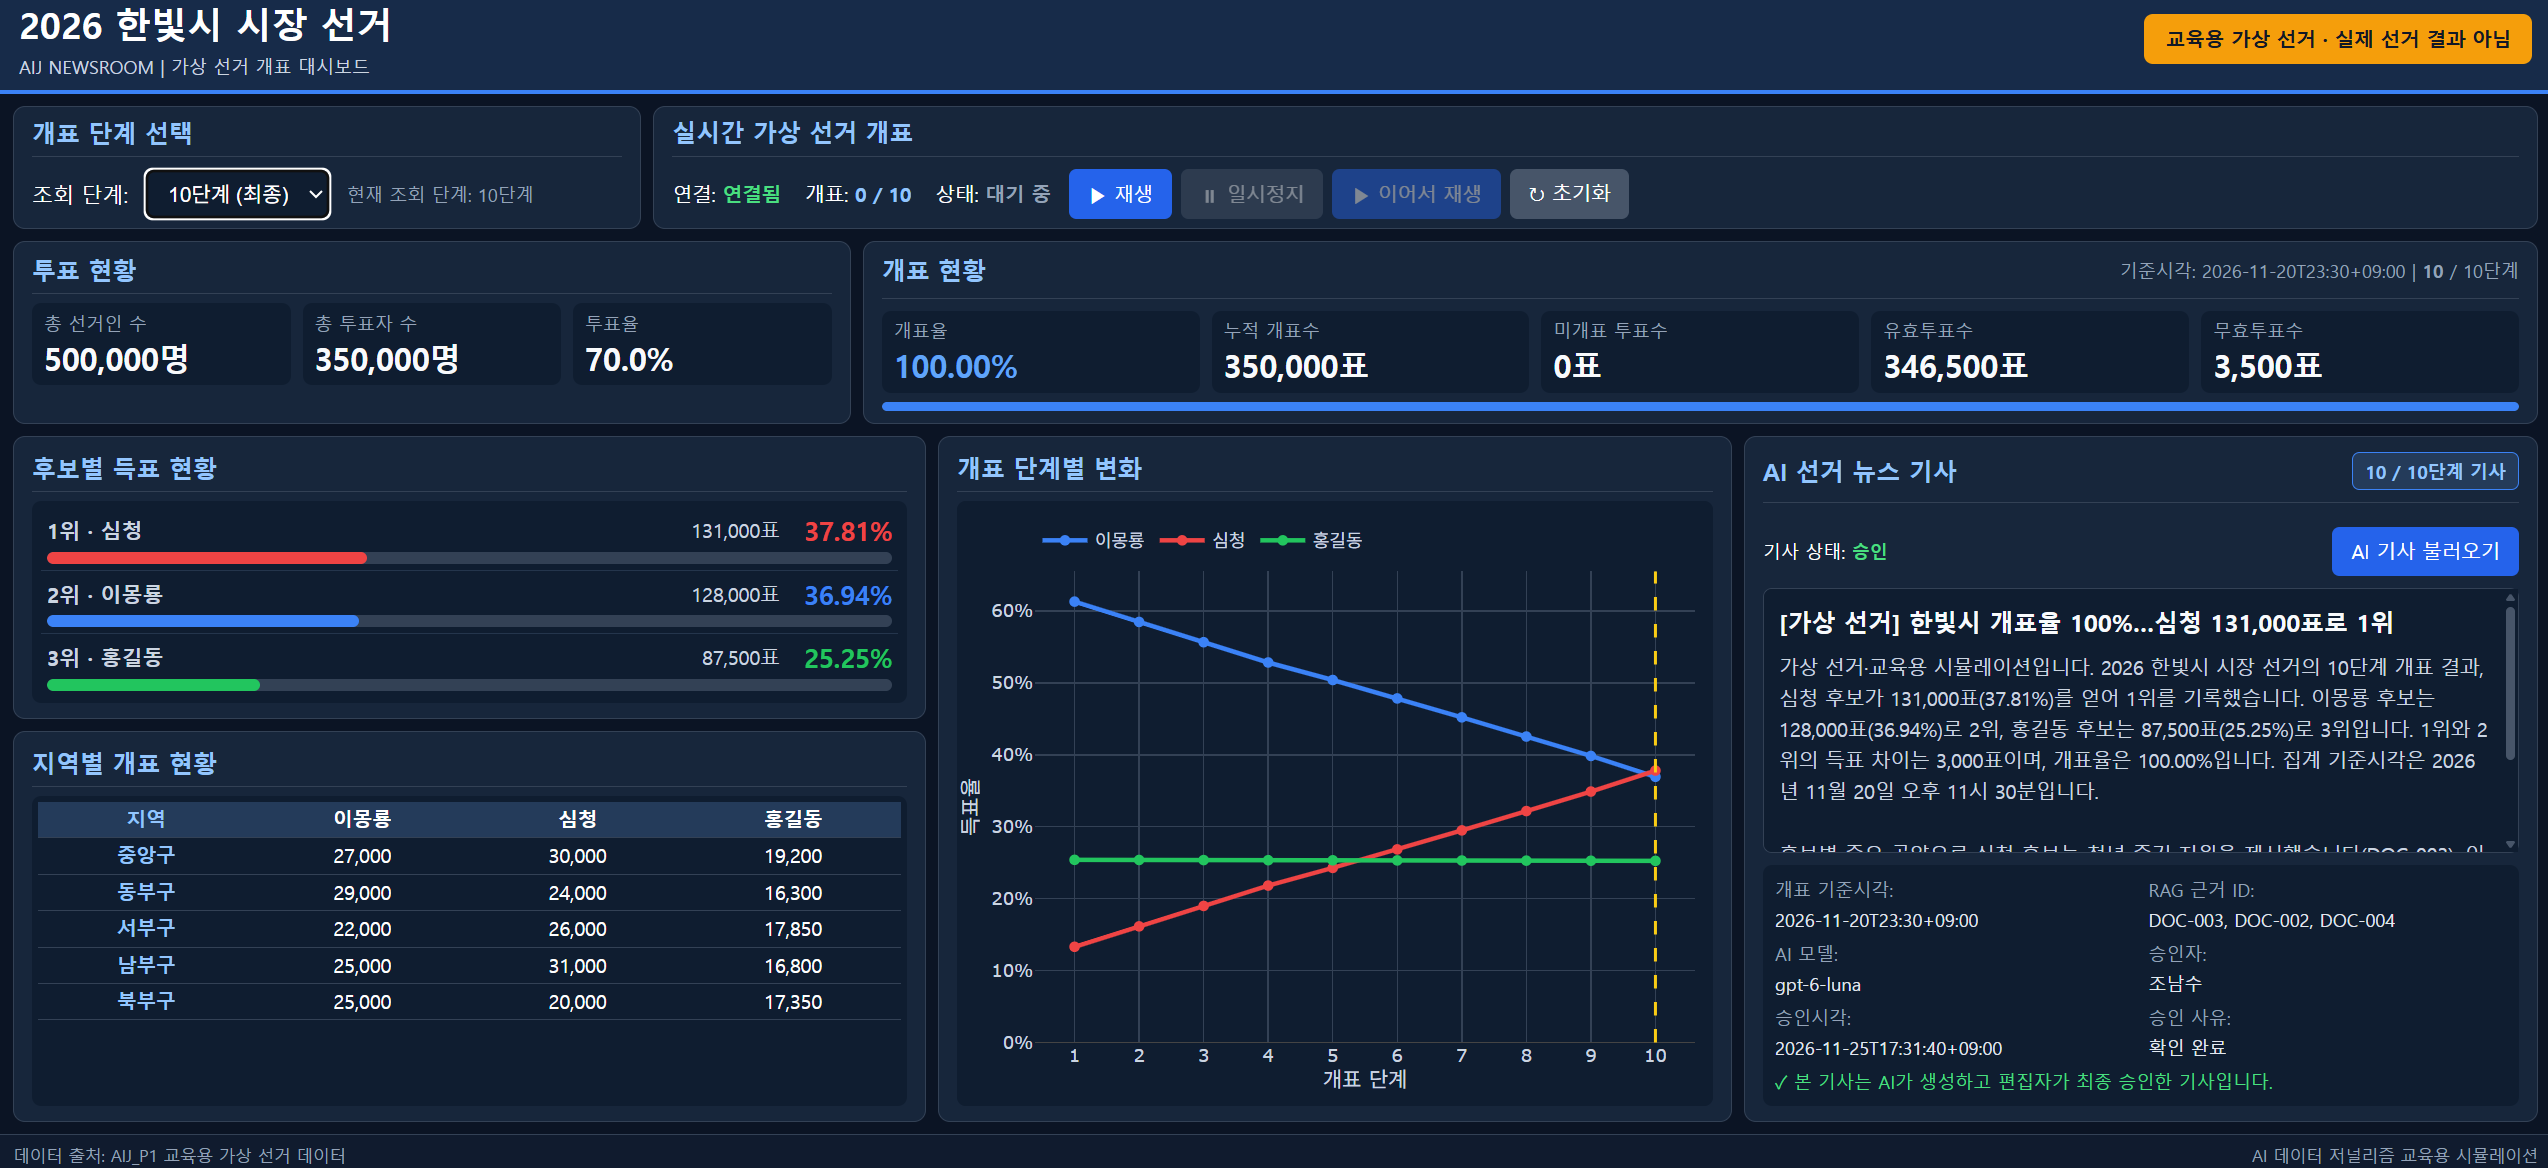 2026 한빛시 시장 선거
AIJ NEWSROOM | 가상 선거 개표 대시보드
교육용 가상 선거 · 실제 선거 결과 아님
개표 단계 선택
조회 단계: 10단계 (최종) 현재 조회 단계: 10단계
실시간 가상 선거 개표
연결: 연결됨 개표: 0 / 10 상태: 대기 중 ▶ 재생 ⏸ 일시정지 ▶ 이어서 재생 ↻ 초기화
투표 현황
총 선거인 수
500,000명
총 투표자 수
350,000명
투표율
70.0%
개표 현황
기준시각: 2026-11-20T23:30+09:00 | 10 / 10단계
개표율
100.00%
누적 개표수
350,000표
미개표 투표수
0표
유효투표수
346,500표
무효투표수
3,500표
후보별 득표 현황
1위 · 심청 131,000표 37.81%
2위 · 이몽룡 128,000표 36.94%
3위 · 홍길동 87,500표 25.25%
지역별 개표 현황
지역 이몽룡 심청 홍길동
중앙구 27,000 30,000 19,200
동부구 29,000 24,000 16,300
서부구 22,000 26,000 17,850
남부구 25,000 31,000 16,800
북부구 25,000 20,000 17,350
개표 단계별 변화
이몽룡 심청 홍길동
60%
50%
40%
30%
20%
10%
0%
득표율
1 2 3 4 5 6 7 8 9 10
개표 단계
AI 선거 뉴스 기사
10 / 10단계 기사
기사 상태: 승인
AI 기사 불러오기
[가상 선거] 한빛시 개표율 100%…심청 131,000표로 1위
가상 선거·교육용 시뮬레이션입니다. 2026 한빛시 시장 선거의 10단계 개표 결과,
심청 후보가 131,000표(37.81%)를 얻어 1위를 기록했습니다. 이몽룡 후보는
128,000표(36.94%)로 2위, 홍길동 후보는 87,500표(25.25%)로 3위입니다. 1위와 2
위의 득표 차이는 3,000표이며, 개표율은 100.00%입니다. 집계 기준시각은 2026
년 11월 20일 오후 11시 30분입니다.
개표 기준시각:
2026-11-20T23:30+09:00
RAG 근거 ID:
DOC-003, DOC-002, DOC-004
AI 모델:
gpt-6-luna
승인자:
조남수
승인시각:
2026-11-25T17:31:40+09:00
승인 사유:
확인 완료
✓ 본 기사는 AI가 생성하고 편집자가 최종 승인한 기사입니다.
데이터 출처: AIJ_P1 교육용 가상 선거 데이터
AI 데이터 저널리즘 교육용 시뮬레이션